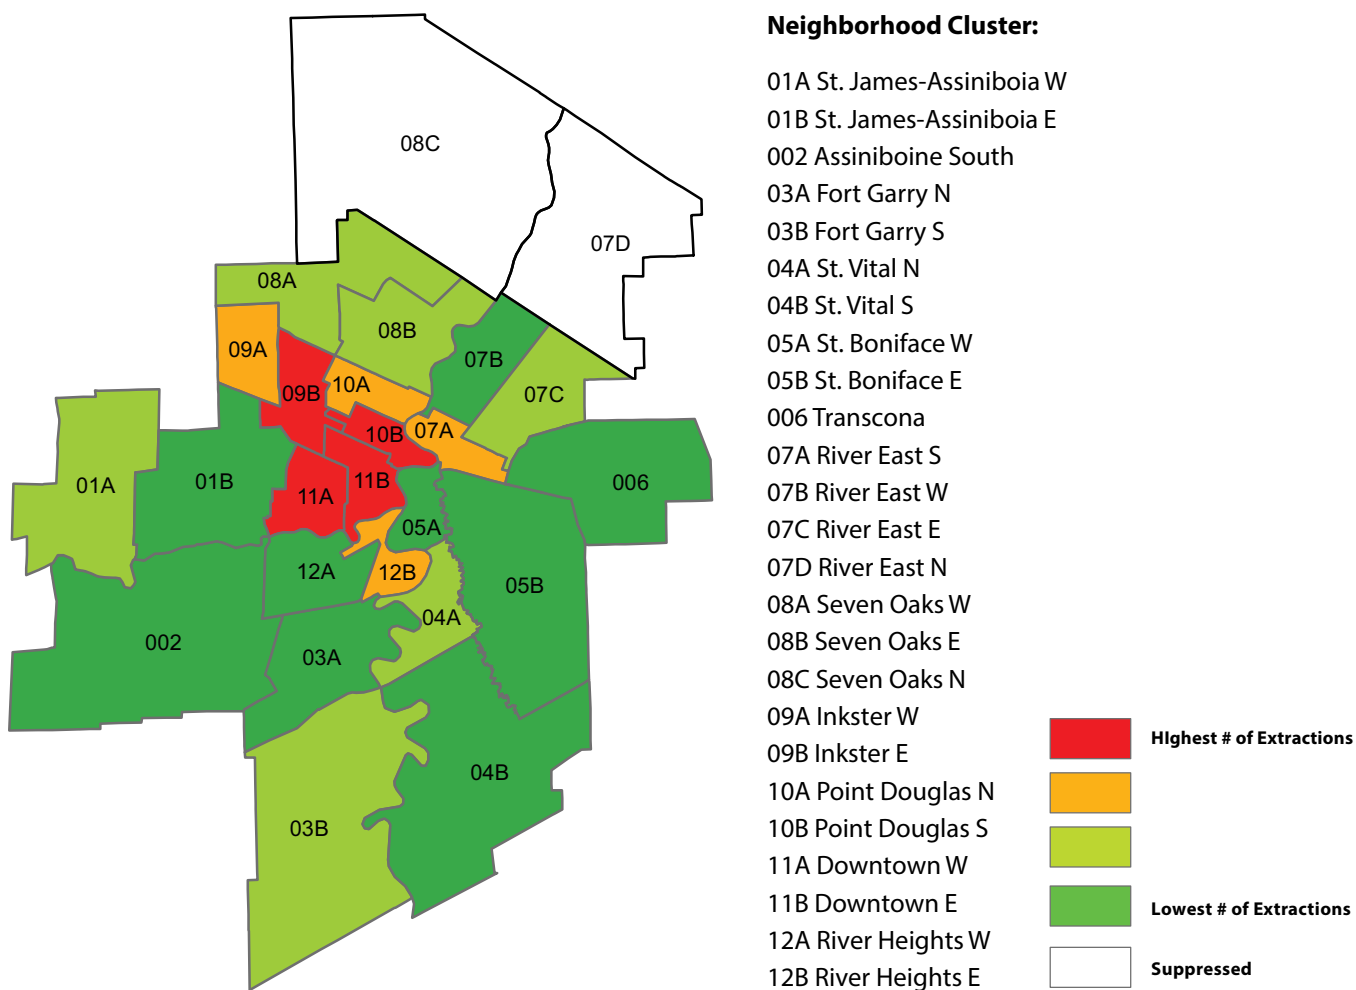 Neighborhood Cluster:
01A St. James-Assiniboia W
01B St. James-Assiniboia E
002 Assiniboine South
03A Fort Garry N
03B Fort Garry S
04A St. Vital N
04B St. Vital S
05A St. Boniface W
05B St. Boniface E
006 Transcona
07A River East S
07B River East W
07C River East E
07D River East N
08A Seven Oaks W
08B Seven Oaks E
08C Seven Oaks N
09A Inkster W
09B Inkster E
10A Point Douglas N
10B Point Douglas S
11A Downtown W
11B Downtown E
12A River Heights W
12B River Heights E
HIghest # of Extractions
Lowest # of Extractions
Suppressed
08C
07D
08A
08B
09A
07B
10A
09B
07C
10B
07A
01A
01B
11A
11B
006
05A
12A
12B
05B
04A
002
03A
04B
03B